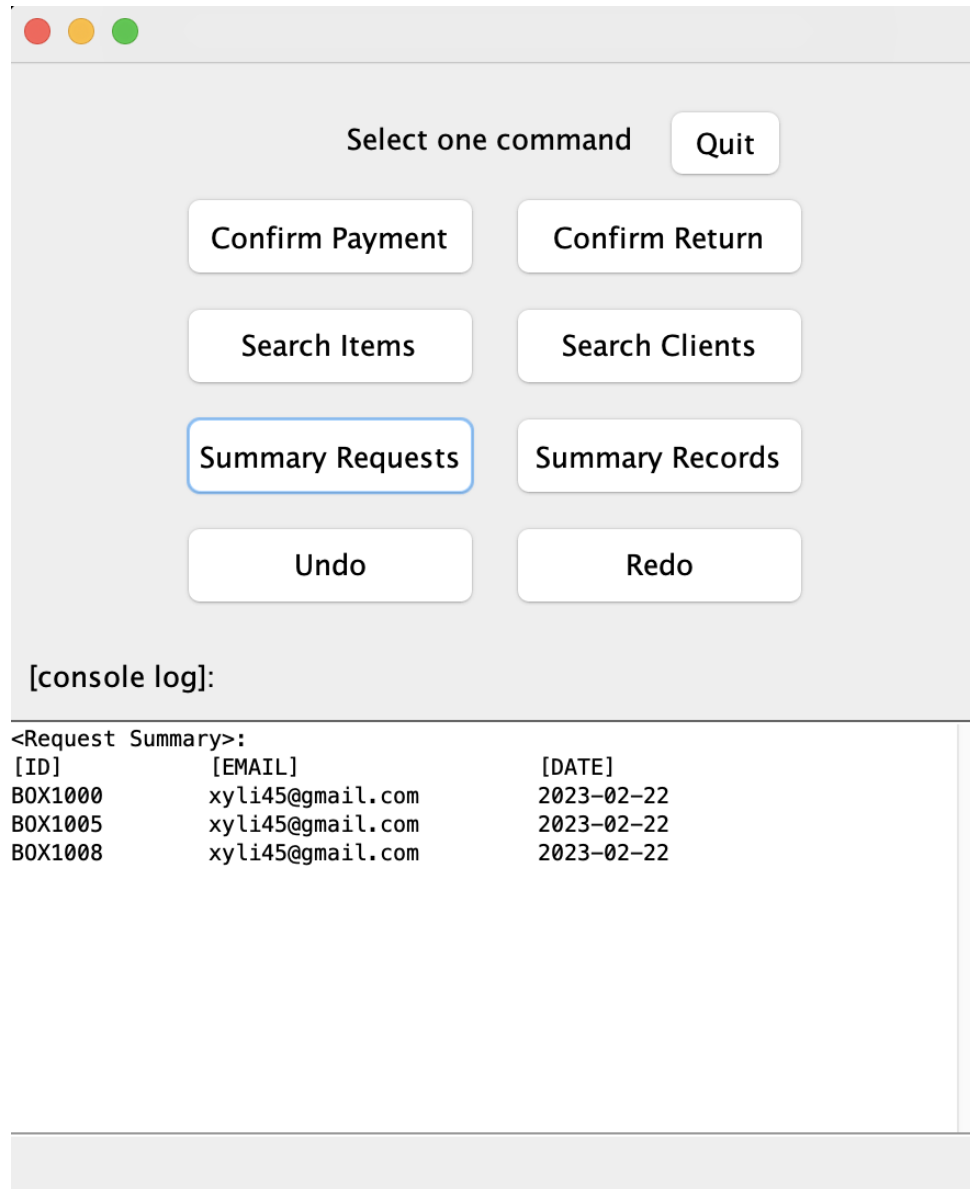 Select one command Quit
Confirm Payment Confirm Return
Search Items Search Clients
Summary Requests Summary Records
Undo Redo
[console log]:
<Request Summary>:
[ID] [EMAIL] [DATE]
BOX1000 xyli45@gmail.com 2023-02-22
BOX1005 xyli45@gmail.com 2023-02-22
BOX1008 xyli45@gmail.com 2023-02-22